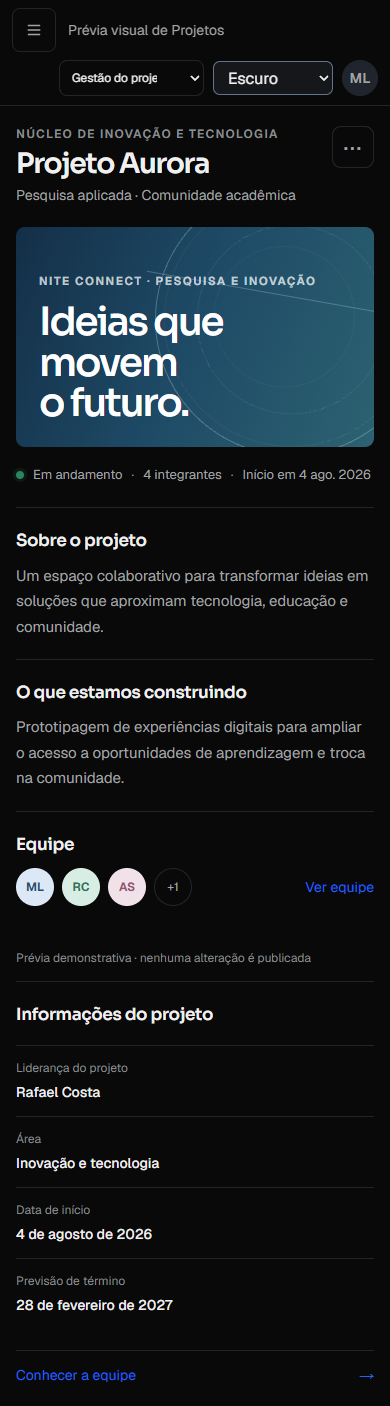 Prévia visual de Projetos
Gestão do proje
Escuro
ML
NÚCLEO DE INOVAÇÃO E TECNOLOGIA
Projeto Aurora
Pesquisa aplicada · Comunidade acadêmica
NITE CONNECT · PESQUISA E INOVAÇÃO
Ideias que
movem
o futuro.
Em andamento · 4 integrantes · Início em 4 ago. 2026
Sobre o projeto
Um espaço colaborativo para transformar ideias em
soluções que aproximam tecnologia, educação e
comunidade.
O que estamos construindo
Prototipagem de experiências digitais para ampliar
o acesso a oportunidades de aprendizagem e troca
na comunidade.
Equipe
ML RC AS +1 Ver equipe
Prévia demonstrativa · nenhuma alteração é publicada
Informações do projeto
Liderança do projeto
Rafael Costa
Área
Inovação e tecnologia
Data de início
4 de agosto de 2026
Previsão de término
28 de fevereiro de 2027
Conhecer a equipe →